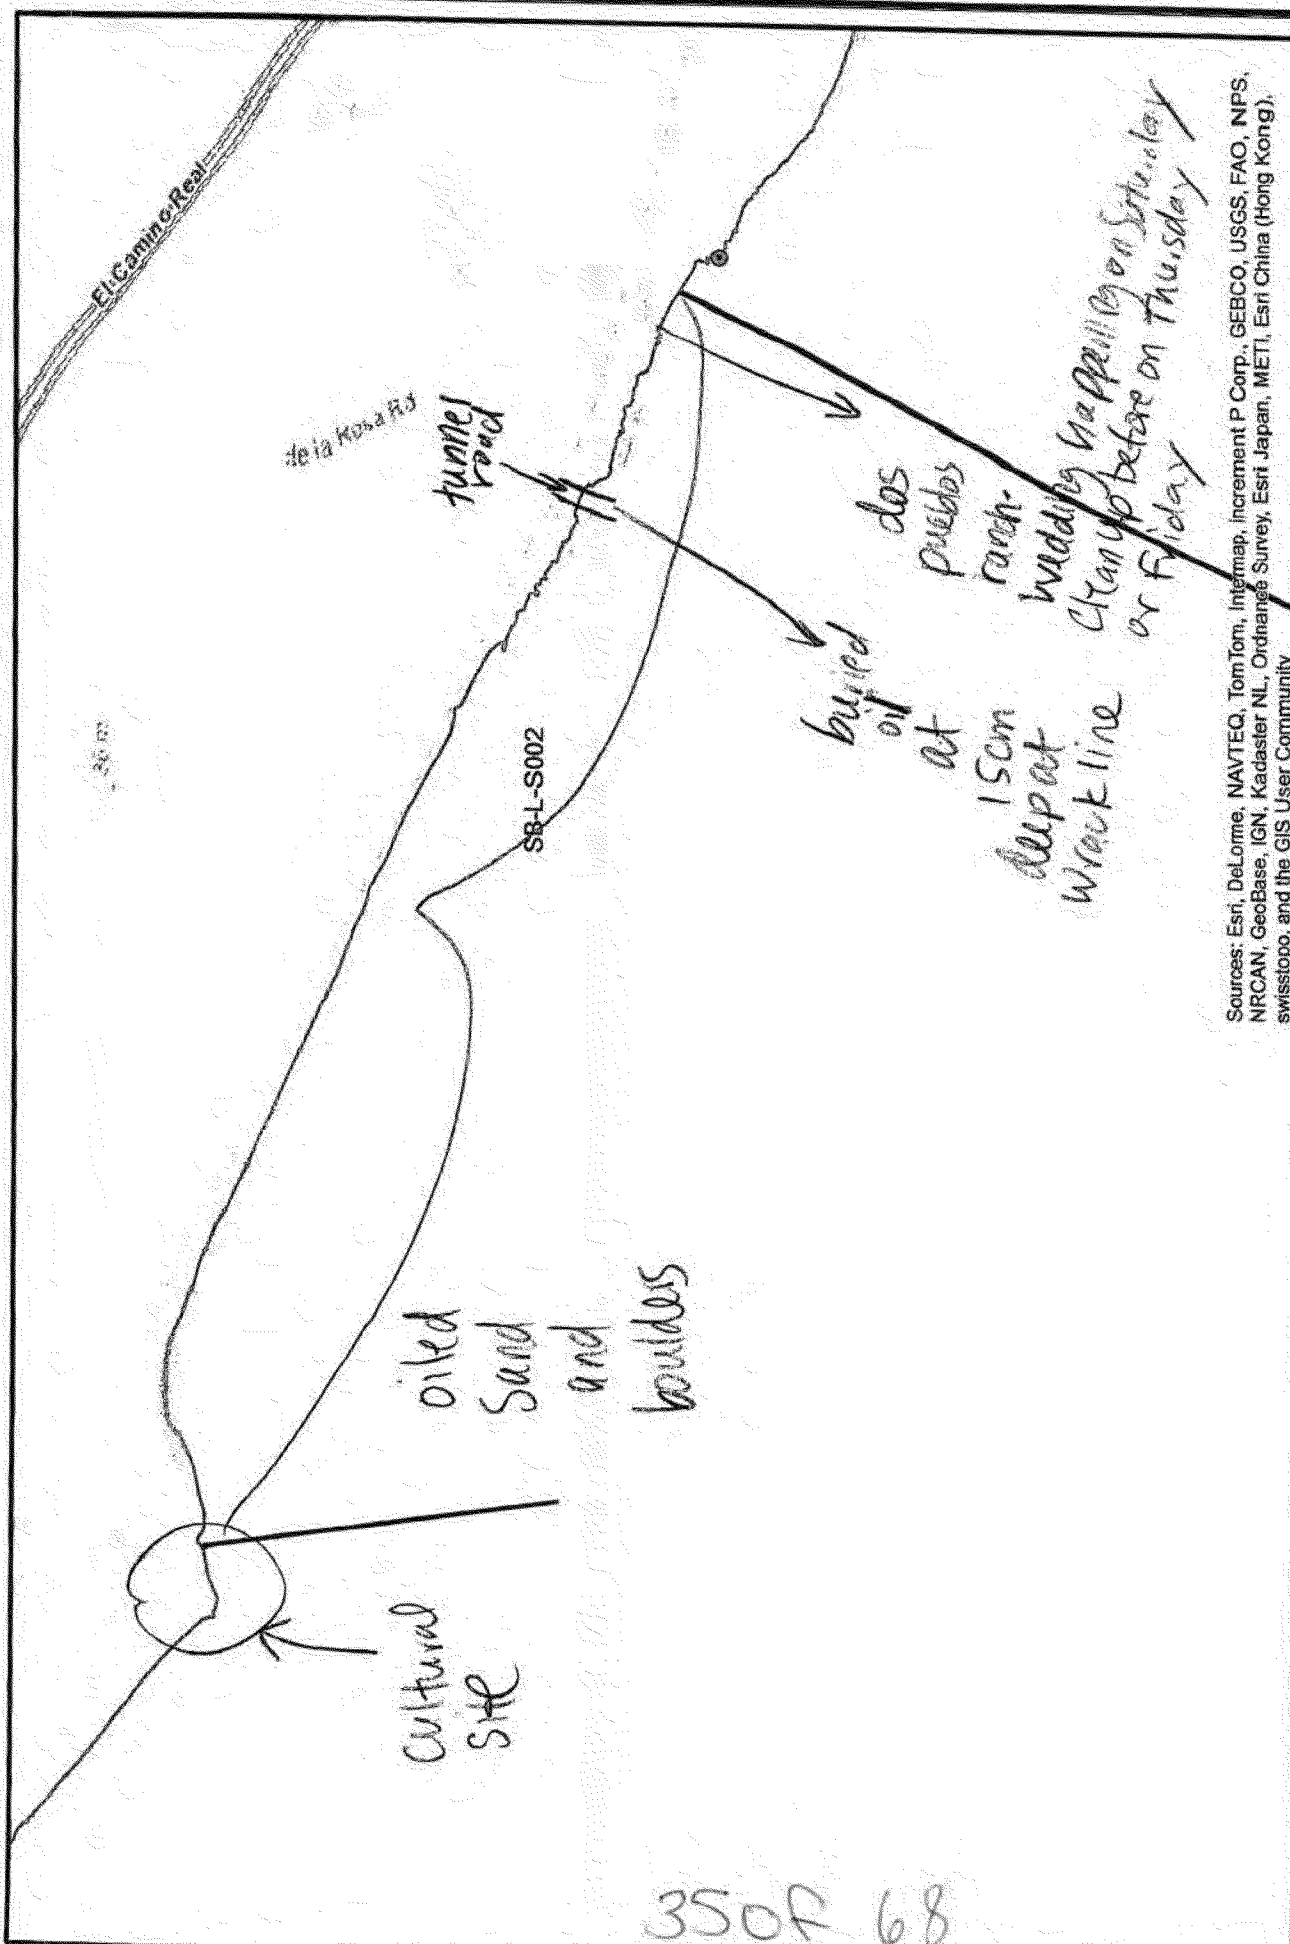 El Camino Real
de la Rosa Rd
tunnel
road
SB-L-S002
dos
pueblos
ranch-
wedding happening on Saturday
Clean up before on Thursday
or Friday
buried
oil
at
15cm
deep at
wrack line
oiled
Sand
and
boulders
Cultural
Site
Sources: Esri, DeLorme, NAVTEQ, TomTom, Intermap, increment P Corp., GEBCO, USGS, FAO, NPS,
NRCAN, GeoBase, IGN, Kadaster NL, Ordnance Survey, Esri Japan, METI, Esri China (Hong Kong),
swisstopo, and the GIS User Community
35 of 68